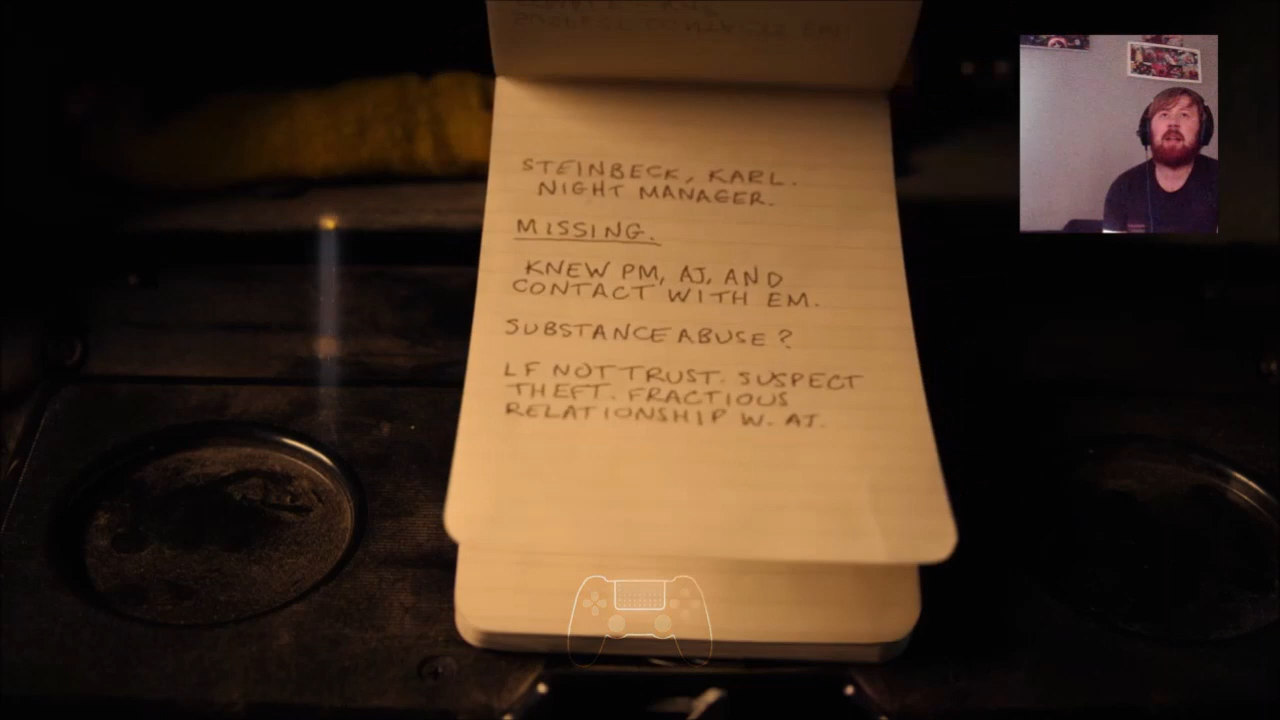 STEINBECK, KARL.
NIGHT MANAGER.
MISSING.
KNEW PM, AJ, AND
CONTACT WITH EM.
SUBSTANCE ABUSE?
LF NOT TRUST. SUSPECT
THEFT. FRACTIOUS
RELATIONSHIP W. AJ.